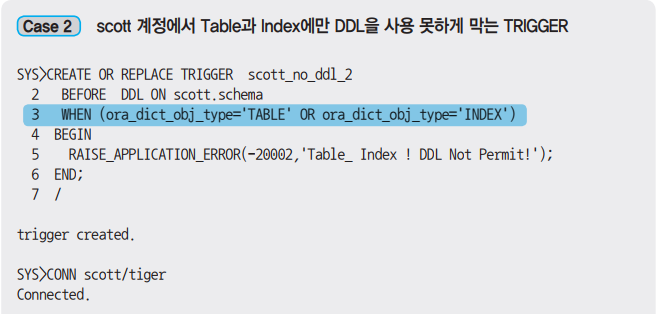 Case 2 scott 계정에서 Table과 Index에만 DDL을 사용 못하게 막는 TRIGGER
SYS>CREATE OR REPLACE TRIGGER scott_no_ddl_2
2 BEFORE DDL ON scott.schema
3 WHEN (ora_dict_obj_type='TABLE' OR ora_dict_obj_type='INDEX')
4 BEGIN
5 RAISE_APPLICATION_ERROR(-20002,'Table_ Index ! DDL Not Permit!');
6 END;
7 /
trigger created.
SYS>CONN scott/tiger
Connected.